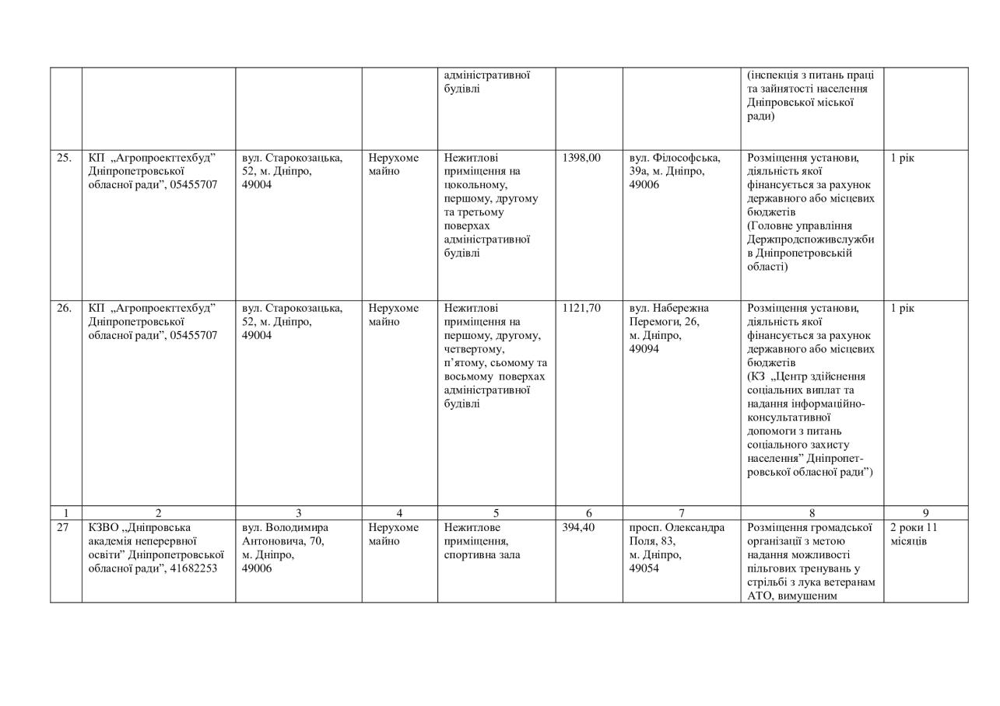 адміністративної
будівлі
(інспекція з питань праці
та зайнятості населення
Дніпровської міської
ради)
25.
КП „Агропроекттехбуд”
Дніпропетровської
обласної ради”, 05455707
вул. Старокозацька,
52, м. Дніпро,
49004
Нерухоме
майно
Нежитлові
приміщення на
цокольному,
першому, другому
та третьому
поверхах
адміністративної
будівлі
1398,00
вул. Філософська,
39а, м. Дніпро,
49006
Розміщення установи,
діяльність якої
фінансується за рахунок
державного або місцевих
бюджетів
(Головне управління
Держпродспоживслужби
в Дніпропетровській
області)
1 рік
26.
КП „Агропроекттехбуд”
Дніпропетровської
обласної ради”, 05455707
вул. Старокозацька,
52, м. Дніпро,
49004
Нерухоме
майно
Нежитлові
приміщення на
першому, другому,
четвертому,
п’ятому, сьомому та
восьмому поверхах
адміністративної
будівлі
1121,70
вул. Набережна
Перемоги, 26,
м. Дніпро,
49094
Розміщення установи,
діяльність якої
фінансується за рахунок
державного або місцевих
бюджетів
(КЗ „Центр здійснення
соціальних виплат та
надання інформаційно-
консультативної
допомоги з питань
соціального захисту
населення” Дніпропет-
ровської обласної ради”)
1 рік
1 2 3 4 5 6 7 8 9
27
КЗВО „Дніпровська
академія неперервної
освіти” Дніпропетровської
обласної ради”, 41682253
вул. Володимира
Антоновича, 70,
м. Дніпро,
49006
Нерухоме
майно
Нежитлове
приміщення,
спортивна зала
394,40
просп. Олександра
Поля, 83,
м. Дніпро,
49054
Розміщення громадської
організації з метою
надання можливості
пільгових тренувань у
стрільбі з лука ветеранам
АТО, вимушеним
2 роки 11
місяців